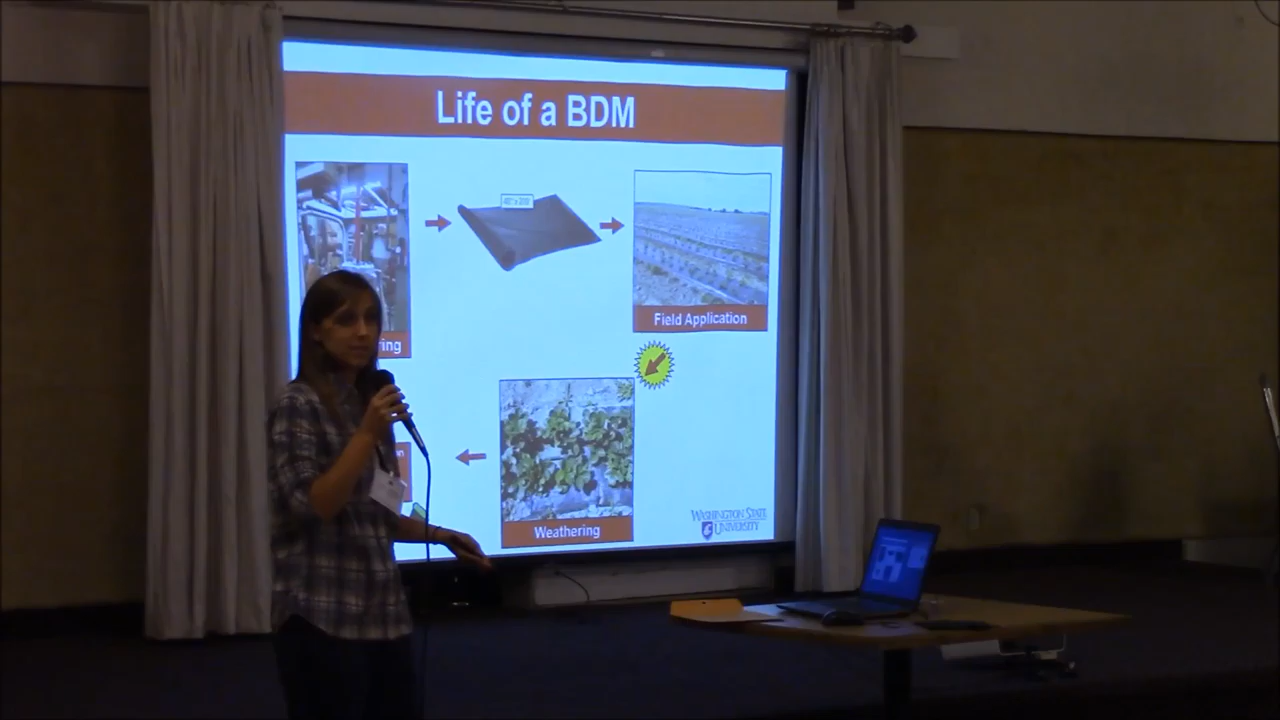 Life of a BDM
ring
Field Application
Weathering
WASHINGTON STATE
UNIVERSITY